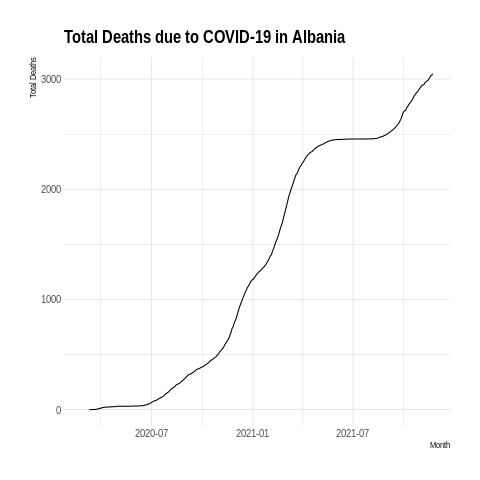 Total Deaths due to COVID-19 in Albania
Total Deaths
3000
2000
1000
0
2020-07 2021-01 2021-07
Month